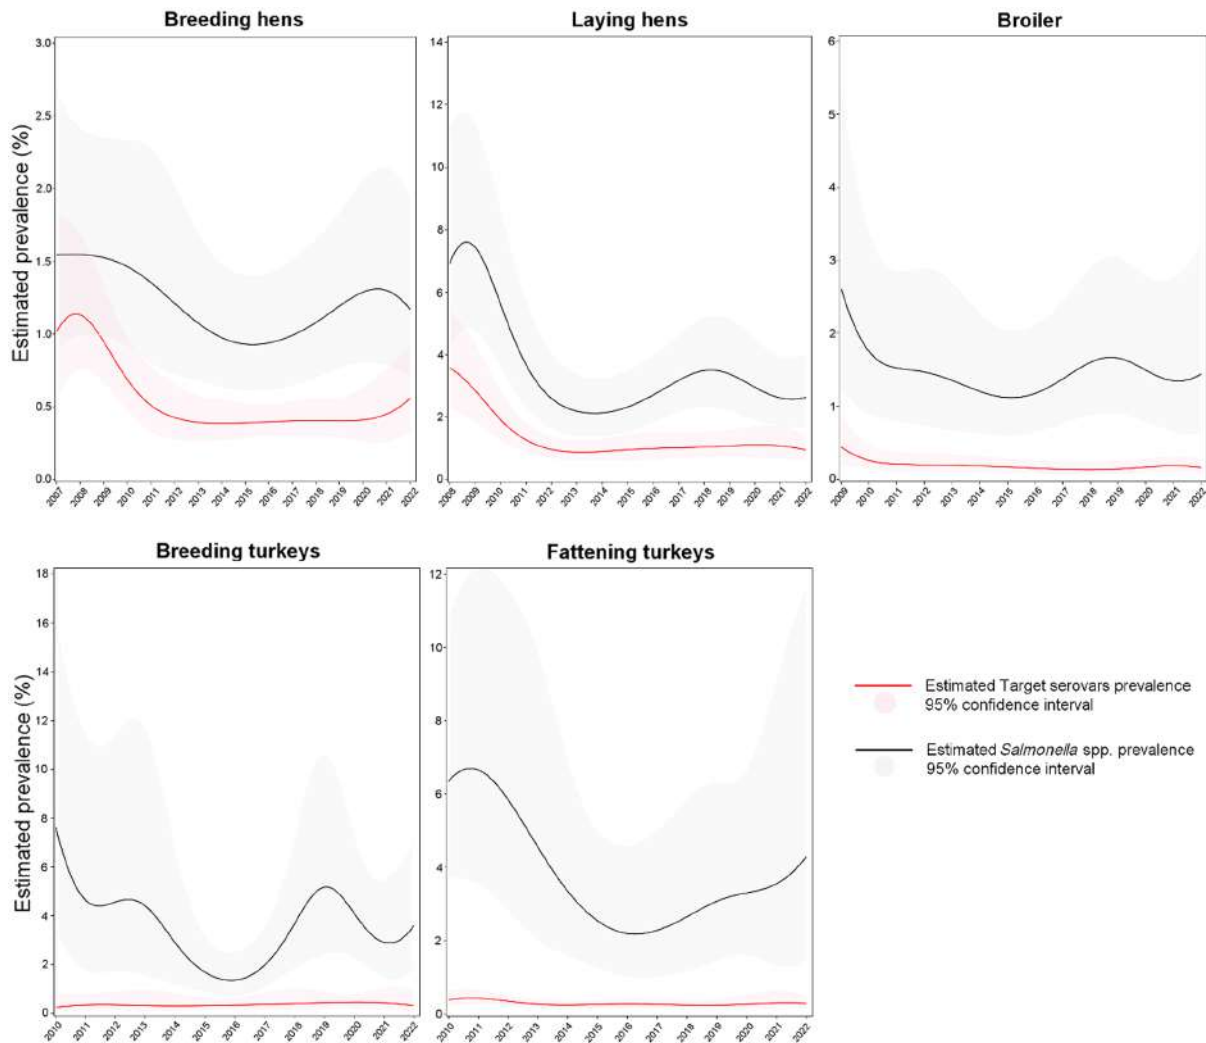 Breeding hens
Estimated prevalence (%)
3.0
2.5
2.0
1.5
1.0
0.5
0.0
2007 2008 2009 2010 2011 2012 2013 2014 2015 2016 2017 2018 2019 2020 2021 2022
Laying hens
14
12
10
8
6
4
2
0
2008 2009 2010 2011 2012 2013 2014 2015 2016 2017 2018 2019 2020 2021 2022
Broiler
6
5
4
3
2
1
0
2009 2010 2011 2012 2013 2014 2015 2016 2017 2018 2019 2020 2021 2022
Breeding turkeys
Estimated prevalence (%)
18
16
14
12
10
8
6
4
2
0
2010 2011 2012 2013 2014 2015 2016 2017 2018 2019 2020 2021 2022
Fattening turkeys
12
10
8
6
4
2
0
2010 2011 2012 2013 2014 2015 2016 2017 2018 2019 2020 2021 2022
Estimated Target serovars prevalence
95% confidence interval
Estimated Salmonella spp. prevalence
95% confidence interval